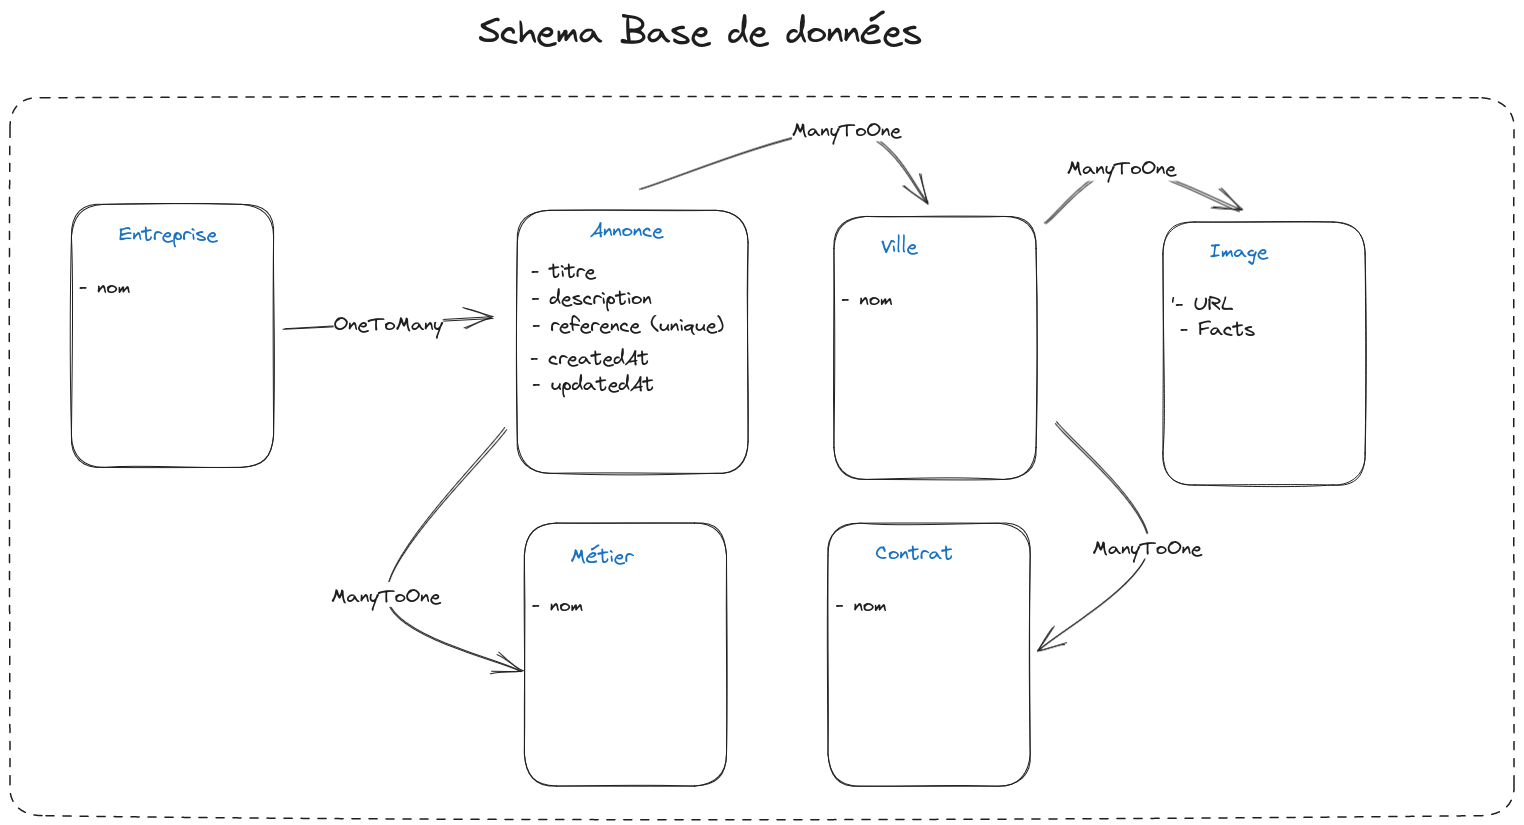 Schema Base de données
ManyToOne
ManyToOne
Entreprise
- nom
OneToMany
Annonce
- titre
- description
- reference (unique)
- createdAt
- updatedAt
Ville
- nom
Image
'- URL
- Facts
ManyToOne
Métier
- nom
Contrat
- nom
ManyToOne